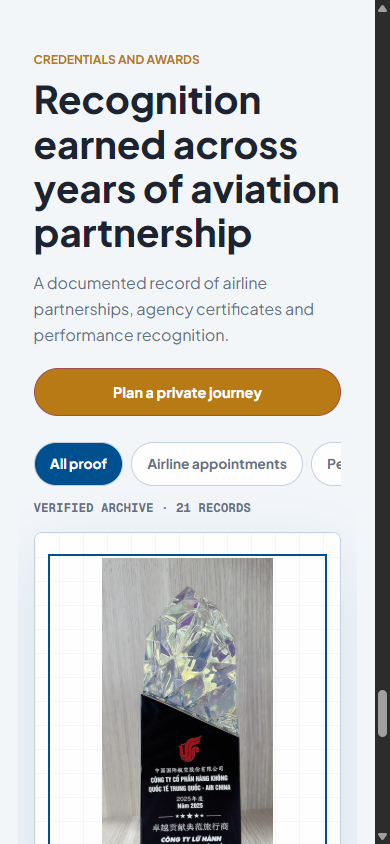 CREDENTIALS AND AWARDS
Recognition
earned across
years of aviation
partnership
A documented record of airline
partnerships, agency certificates and
performance recognition.
Plan a private journey
All proof
Airline appointments
Pe
VERIFIED ARCHIVE · 21 RECORDS
中国国际航空股份有限公司
CÔNG TY CỔ PHẦN HÀNG KHÔNG
QUỐC TẾ TRUNG QUỐC - AIR CHINA
2025年度
Năm 2025
卓越贡献典范旅行商
CÔNG TY LỮ HÀNH